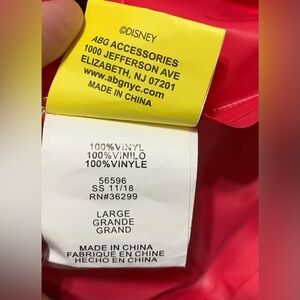 ©DISNEY
ABG ACCESSORIES
1000 JEFFERSON AVE
ELIZABETH, NJ 07201
www.abgnyc.com
MADE IN CHINA
100%VINYL
100%VINILO
100%VINYLE
56596
SS 11/18
RN#36299
LARGE
GRANDE
GRAND
MADE IN CHINA
FABRIQUE EN CHINE
HECHO EN CHINA